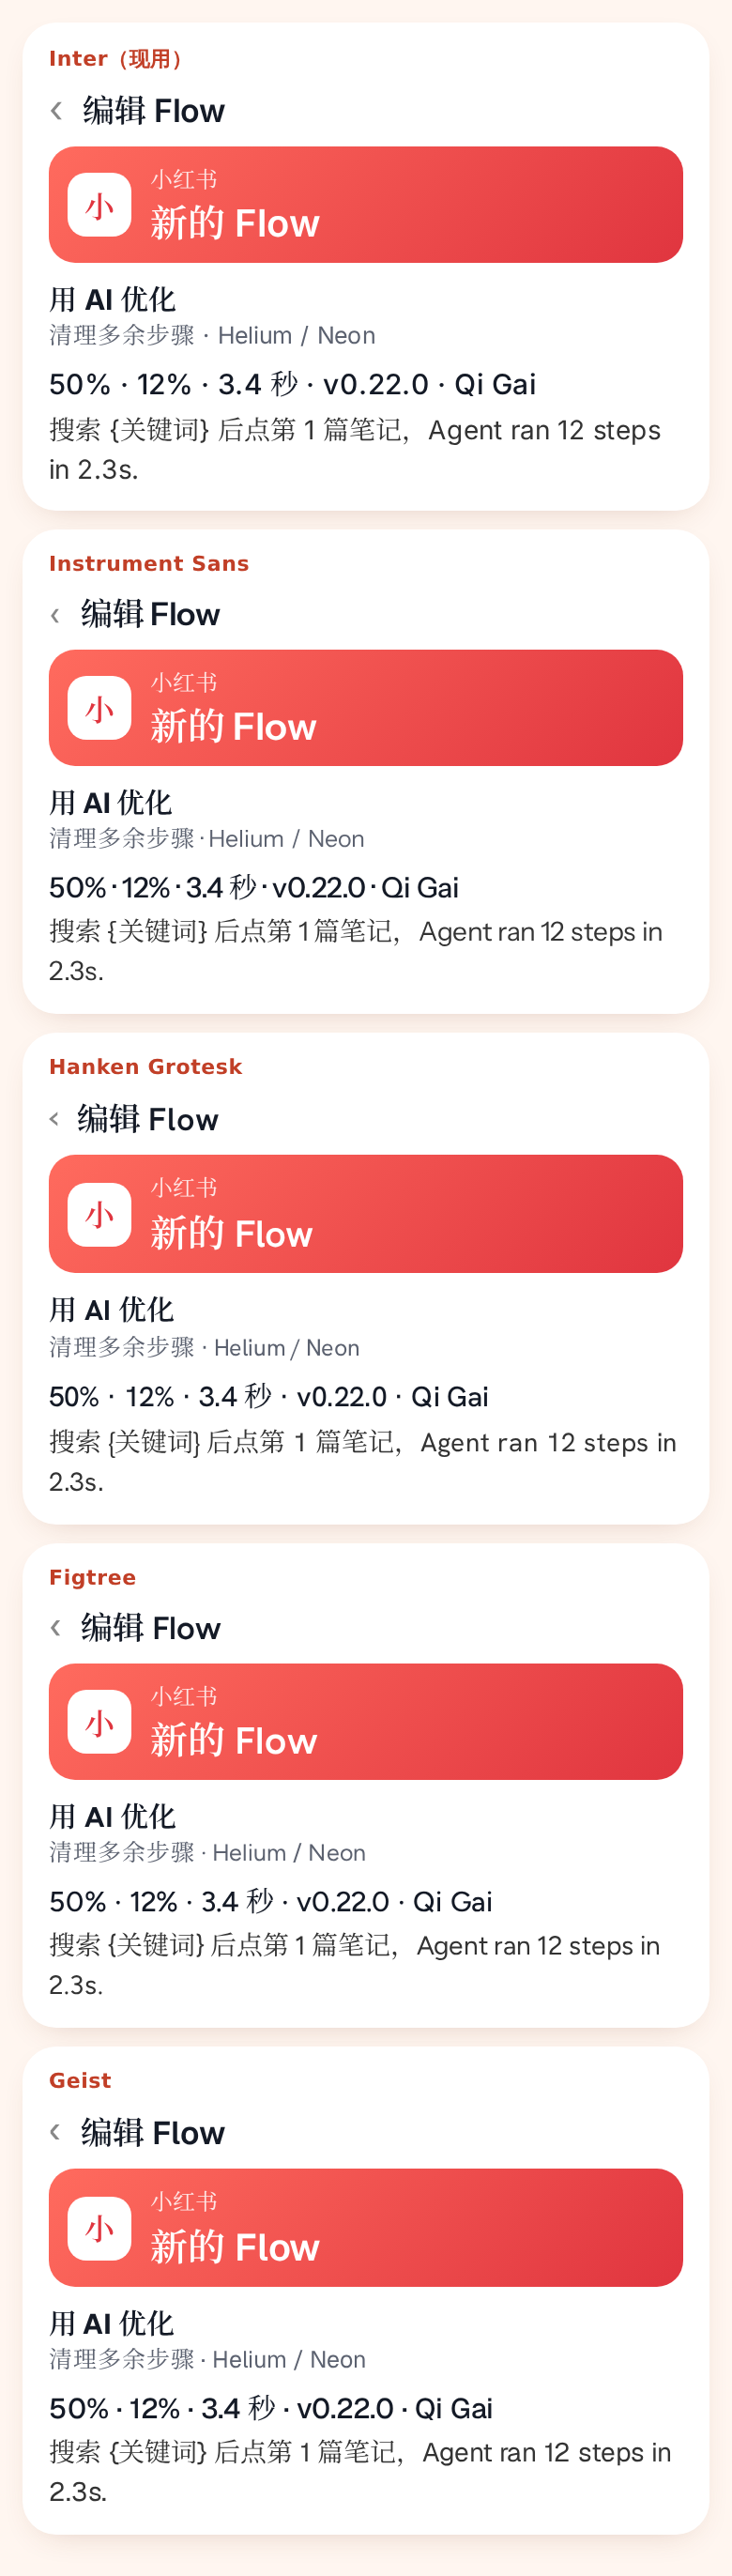 Inter（现用）
‹ 编辑 Flow
小
小红书
新的 Flow
用 AI 优化
清理多余步骤 · Helium / Neon
50% · 12% · 3.4 秒 · v0.22.0 · Qi Gai
搜索 {关键词} 后点第 1 篇笔记，Agent ran 12 steps
in 2.3s.
Instrument Sans
‹ 编辑 Flow
小
小红书
新的 Flow
用 AI 优化
清理多余步骤 · Helium / Neon
50% · 12% · 3.4 秒 · v0.22.0 · Qi Gai
搜索 {关键词} 后点第 1 篇笔记，Agent ran 12 steps in
2.3s.
Hanken Grotesk
‹ 编辑 Flow
小
小红书
新的 Flow
用 AI 优化
清理多余步骤 · Helium / Neon
50% · 12% · 3.4 秒 · v0.22.0 · Qi Gai
搜索 {关键词} 后点第 1 篇笔记，Agent ran 12 steps in
2.3s.
Figtree
‹ 编辑 Flow
小
小红书
新的 Flow
用 AI 优化
清理多余步骤 · Helium / Neon
50% · 12% · 3.4 秒 · v0.22.0 · Qi Gai
搜索 {关键词} 后点第 1 篇笔记，Agent ran 12 steps in
2.3s.
Geist
‹ 编辑 Flow
小
小红书
新的 Flow
用 AI 优化
清理多余步骤 · Helium / Neon
50% · 12% · 3.4 秒 · v0.22.0 · Qi Gai
搜索 {关键词} 后点第 1 篇笔记，Agent ran 12 steps in
2.3s.